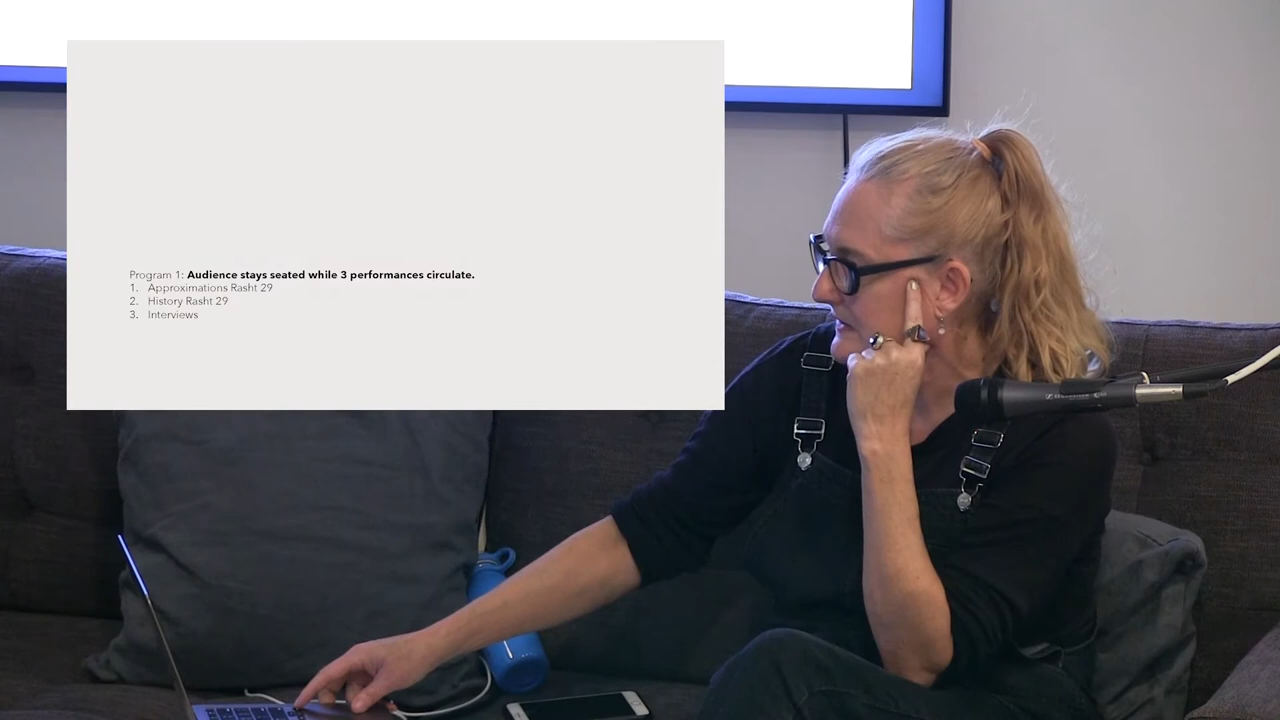 Program 1: Audience stays seated while 3 performances circulate.
1. Approximations Rasht 29
2. History Rasht 29
3. Interviews